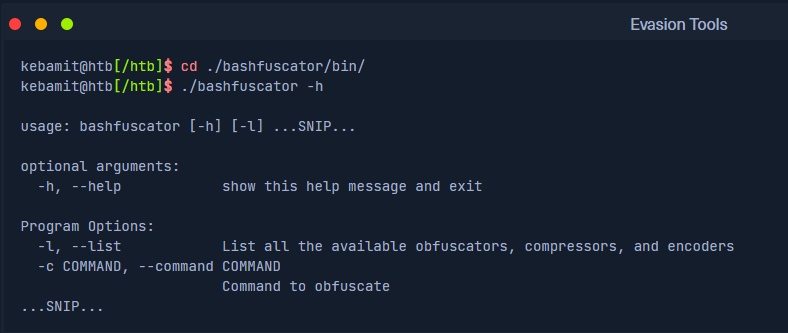 Evasion Tools
kebamit@htb[/htb]$ cd ./bashfuscator/bin/
kebamit@htb[/htb]$ ./bashfuscator -h
usage: bashfuscator [-h] [-l] ...SNIP...
optional arguments:
  -h, --help            show this help message and exit
Program Options:
  -l, --list            List all the available obfuscators, compressors, and encoders
  -c COMMAND, --command COMMAND
                        Command to obfuscate
...SNIP...